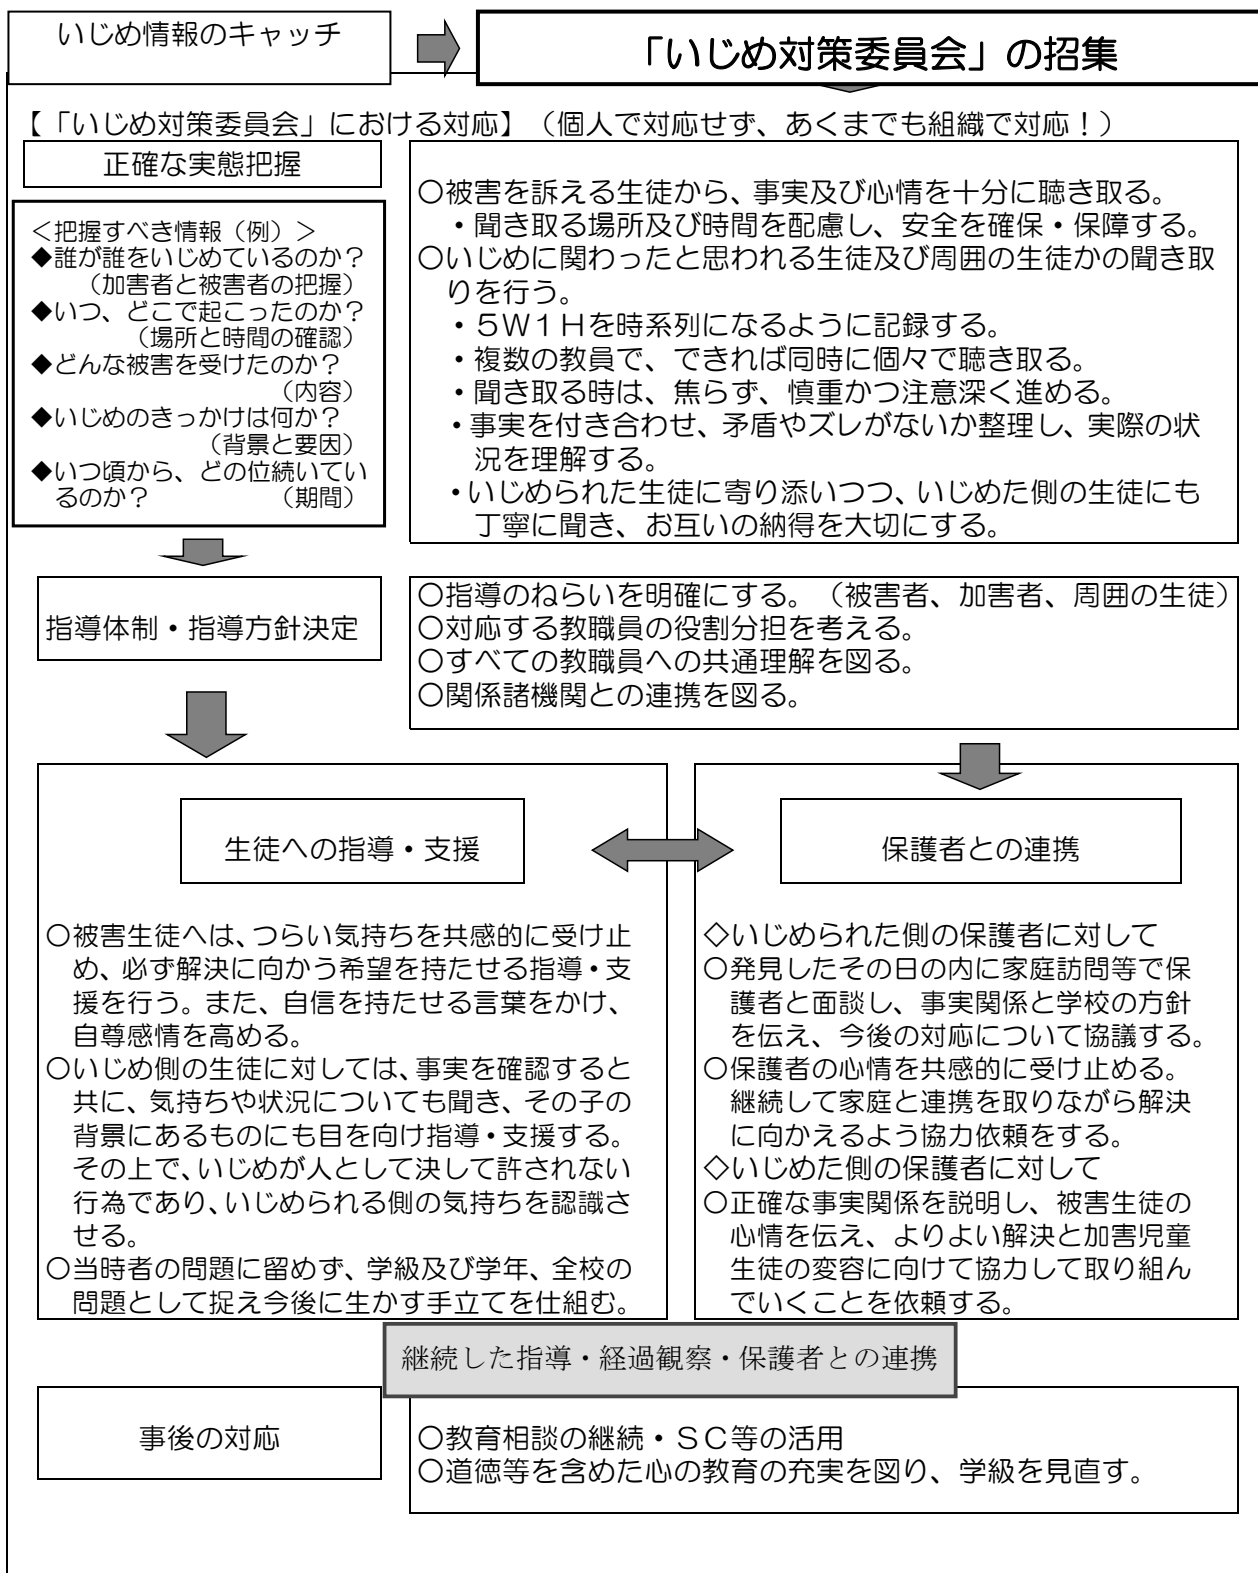 いじめ情報のキャッチ
「いじめ対策委員会」の招集
【「いじめ対策委員会」における対応】（個人で対応せず、あくまでも組織で対応！）
正確な実態把握
＜把握すべき情報（例）＞
◆誰が誰をいじめているのか？
（加害者と被害者の把握）
◆いつ、どこで起こったのか？
（場所と時間の確認）
◆どんな被害を受けたのか？
（内容）
◆いじめのきっかけは何か？
（背景と要因）
◆いつ頃から、どの位続いてい
るのか？　　　　　（期間）
○被害を訴える生徒から、事実及び心情を十分に聴き取る。
・聞き取る場所及び時間を配慮し、安全を確保・保障する。
○いじめに関わったと思われる生徒及び周囲の生徒かの聞き取
りを行う。
・５Ｗ１Ｈを時系列になるように記録する。
・複数の教員で、できれば同時に個々で聴き取る。
・聞き取る時は、焦らず、慎重かつ注意深く進める。
・事実を付き合わせ、矛盾やズレがないか整理し、実際の状
況を理解する。
・いじめられた生徒に寄り添いつつ、いじめた側の生徒にも
丁寧に聞き、お互いの納得を大切にする。
指導体制・指導方針決定
○指導のねらいを明確にする。（被害者、加害者、周囲の生徒）
○対応する教職員の役割分担を考える。
○すべての教職員への共通理解を図る。
○関係諸機関との連携を図る。
生徒への指導・支援
○被害生徒へは、つらい気持ちを共感的に受け止
め、必ず解決に向かう希望を持たせる指導・支
援を行う。また、自信を持たせる言葉をかけ、
自尊感情を高める。
○いじめ側の生徒に対しては、事実を確認すると
共に、気持ちや状況についても聞き、その子の
背景にあるものにも目を向け指導・支援する。
その上で、いじめが人として決して許されない
行為であり、いじめられる側の気持ちを認識さ
せる。
○当時者の問題に留めず、学級及び学年、全校の
問題として捉え今後に生かす手立てを仕組む。
保護者との連携
◇いじめられた側の保護者に対して
○発見したその日の内に家庭訪問等で保
護者と面談し、事実関係と学校の方針
を伝え、今後の対応について協議する。
○保護者の心情を共感的に受け止める。
継続して家庭と連携を取りながら解決
に向かえるよう協力依頼をする。
◇いじめた側の保護者に対して
○正確な事実関係を説明し、被害生徒の
心情を伝え、よりよい解決と加害児童
生徒の変容に向けて協力して取り組ん
でいくことを依頼する。
継続した指導・経過観察・保護者との連携
事後の対応
○教育相談の継続・ＳＣ等の活用
○道徳等を含めた心の教育の充実を図り、学級を見直す。